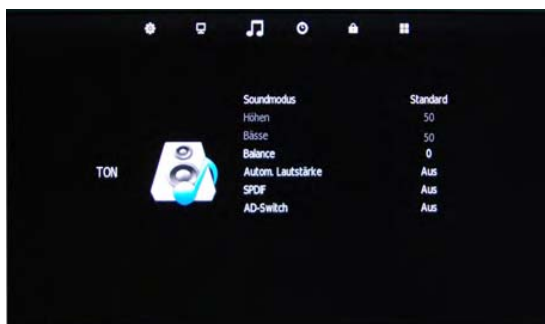 Soundmodus Standard
Höhen 50
Bässe 50
Balance 0
TON Autom. Lautstärke Aus
SPDIF Aus
AD-Switch Aus